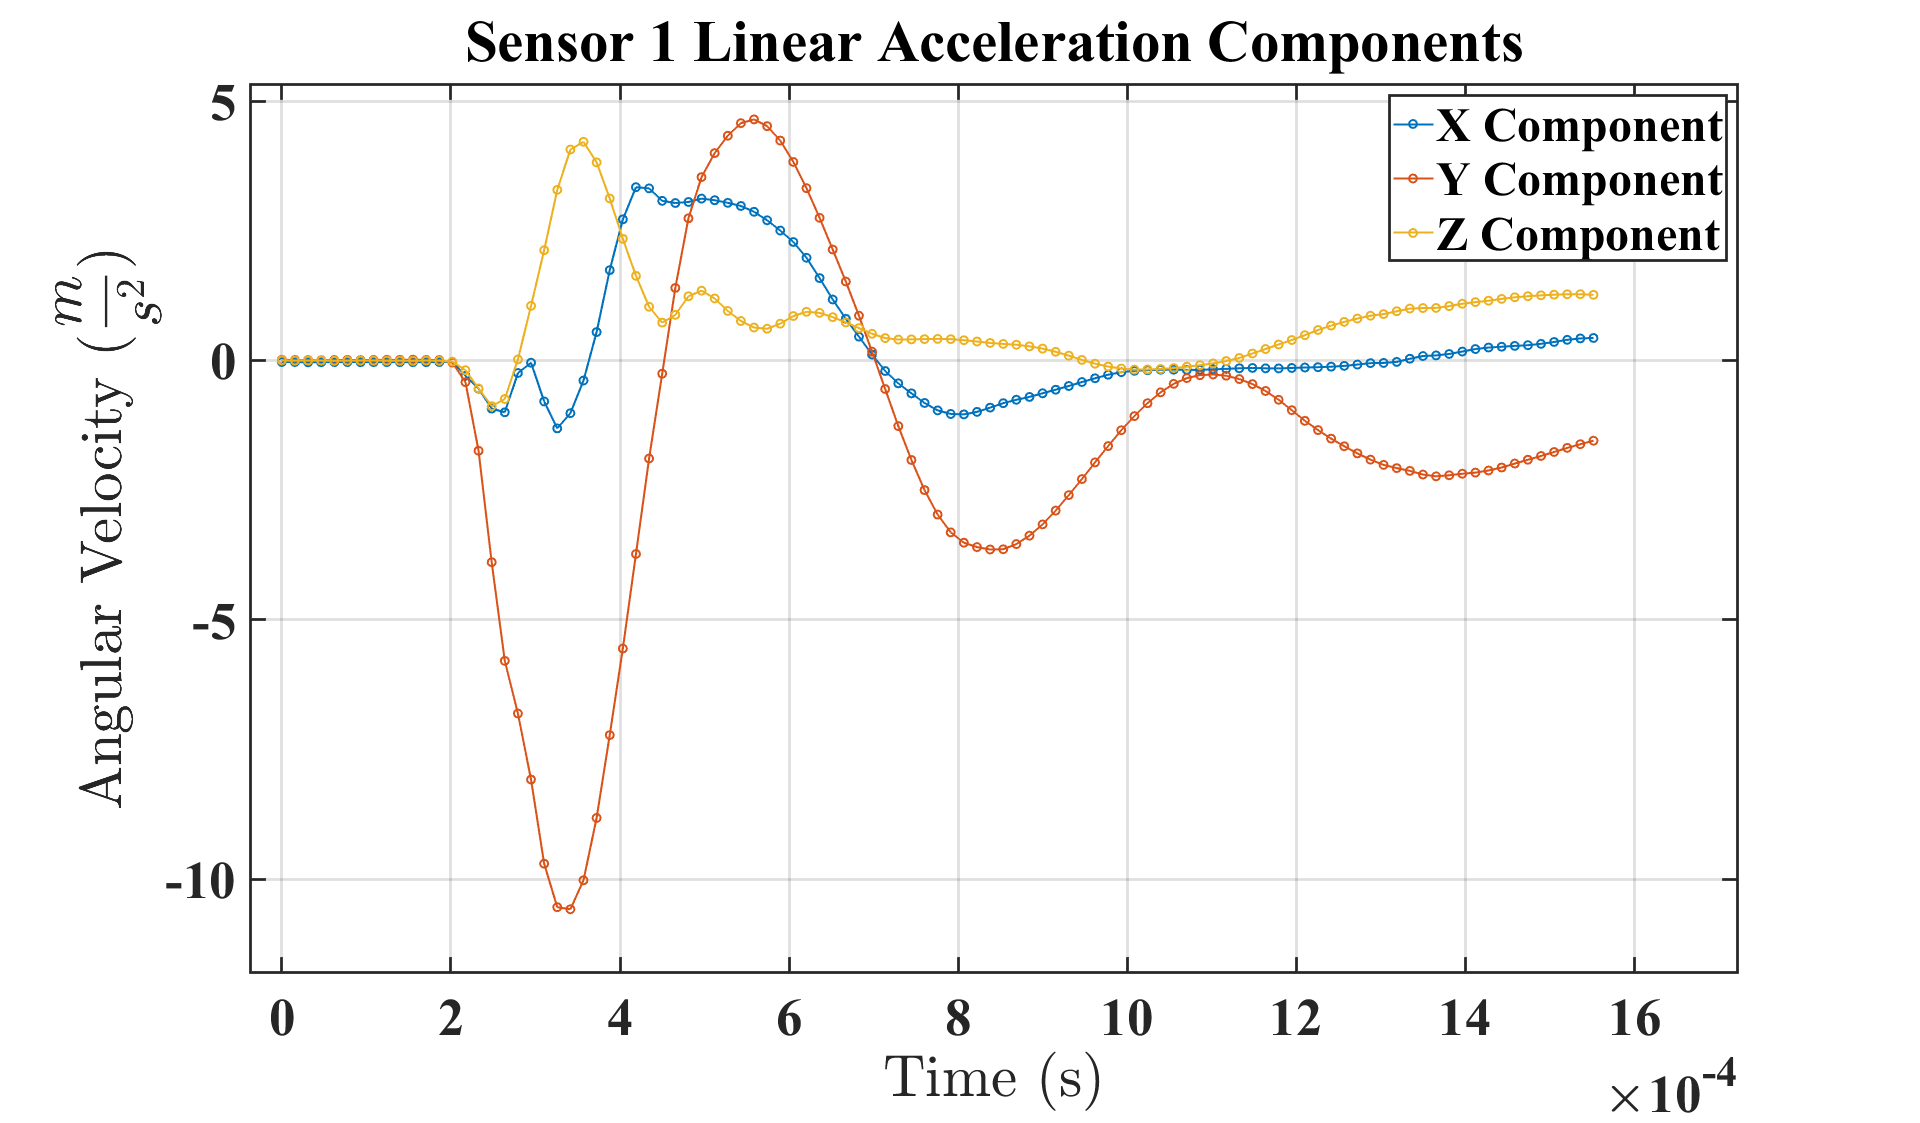 Sensor 1 Linear Acceleration Components
X Component
Y Component
Z Component
Angular Velocity (m/s²)
5
0
-5
-10
0 2 4 6 8 10 12 14 16
Time (s)
×10⁻⁴